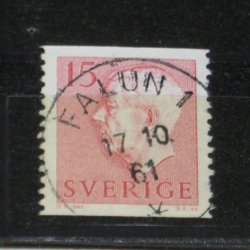 15
FALUN 1
17.10.
61
SVERIGE